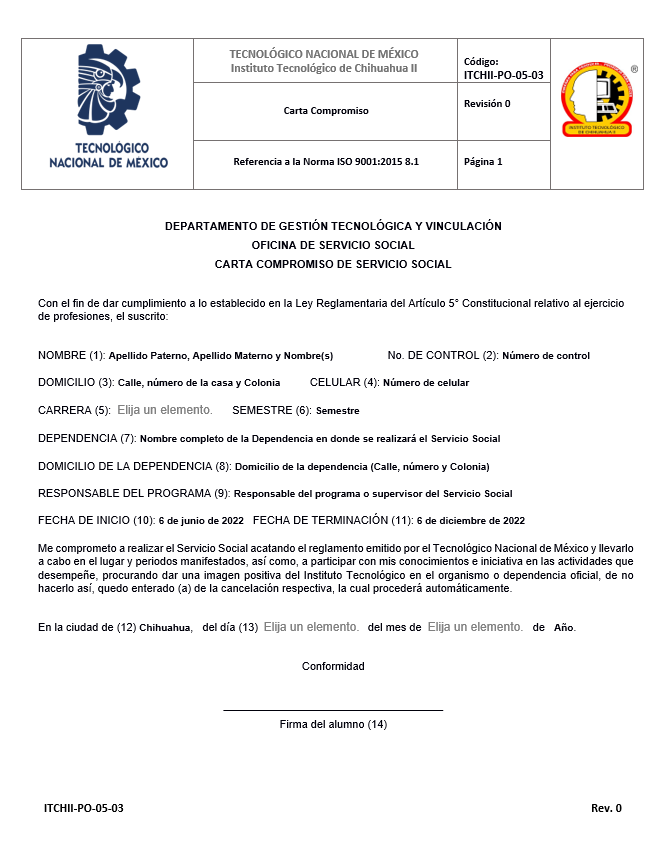 TECNOLÓGICO
NACIONAL DE MÉXICO
TECNOLÓGICO NACIONAL DE MÉXICO
Instituto Tecnológico de Chihuahua II
Carta Compromiso
Referencia a la Norma ISO 9001:2015 8.1
Código:
ITCHII-PO-05-03
Revisión 0
Página 1
®
INSTITUTO TECNOLOGICO
DE CHIHUAHUA II
DEPARTAMENTO DE GESTIÓN TECNOLÓGICA Y VINCULACIÓN
OFICINA DE SERVICIO SOCIAL
CARTA COMPROMISO DE SERVICIO SOCIAL
Con el fin de dar cumplimiento a lo establecido en la Ley Reglamentaria del Artículo 5° Constitucional relativo al ejercicio
de profesiones, el suscrito:
NOMBRE (1): Apellido Paterno, Apellido Materno y Nombre(s) No. DE CONTROL (2): Número de control
DOMICILIO (3): Calle, número de la casa y Colonia CELULAR (4): Número de celular
CARRERA (5): Elija un elemento. SEMESTRE (6): Semestre
DEPENDENCIA (7): Nombre completo de la Dependencia en donde se realizará el Servicio Social
DOMICILIO DE LA DEPENDENCIA (8): Domicilio de la dependencia (Calle, número y Colonia)
RESPONSABLE DEL PROGRAMA (9): Responsable del programa o supervisor del Servicio Social
FECHA DE INICIO (10): 6 de junio de 2022 FECHA DE TERMINACIÓN (11): 6 de diciembre de 2022
Me comprometo a realizar el Servicio Social acatando el reglamento emitido por el Tecnológico Nacional de México y llevarlo
a cabo en el lugar y periodos manifestados, así como, a participar con mis conocimientos e iniciativa en las actividades que
desempeñe, procurando dar una imagen positiva del Instituto Tecnológico en el organismo o dependencia oficial, de no
hacerlo así, quedo enterado (a) de la cancelación respectiva, la cual procederá automáticamente.
En la ciudad de (12) Chihuahua, del día (13) Elija un elemento. del mes de Elija un elemento. de Año.
Conformidad
Firma del alumno (14)
ITCHII-PO-05-03 Rev. 0